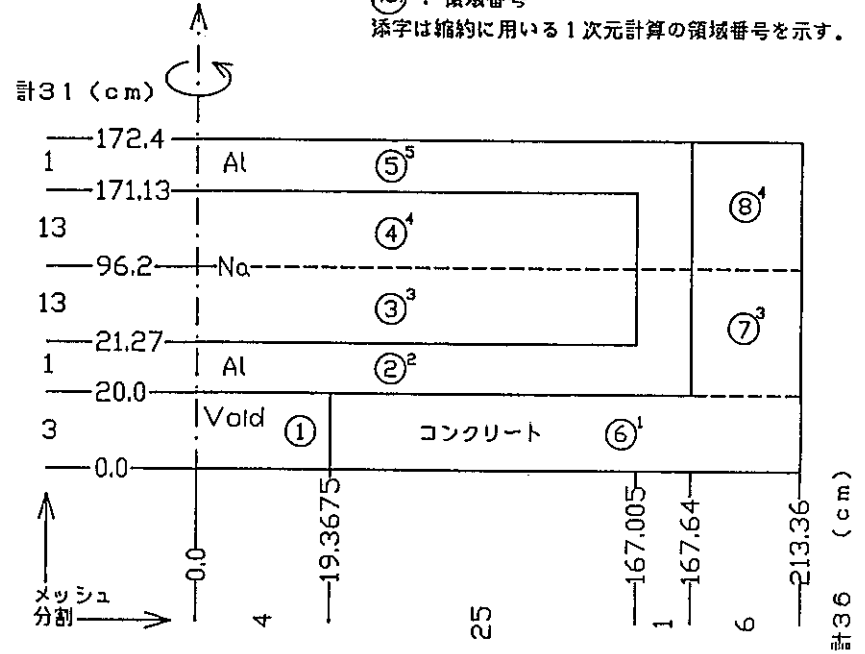 ：領域番号
添字は縮約に用いる1次元計算の領域番号を示す。
計31 (cm)
172.4
1 Al ⑤⁵
171.13
⑧⁴
13 ④⁴
96.2 Na
13 ③³
⑦³
21.27
1 Al ②²
20.0
3 Void ① コンクリート ⑥¹
0.0
メッシュ
分割
0.0
19.3675
167.005
167.64
213.36
(cm)
4
25
1
6
計36